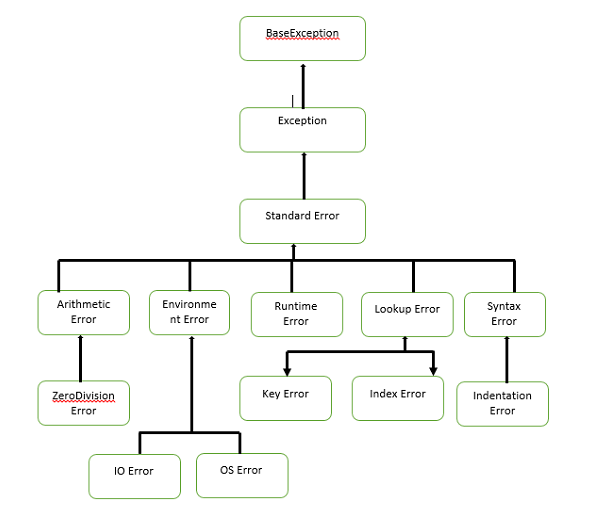 BaseException
Exception
Standard Error
Arithmetic
Error
Environme
nt Error
Runtime
Error
Lookup Error
Syntax
Error
ZeroDivision
Error
Key Error
Index Error
Indentation
Error
IO Error
OS Error